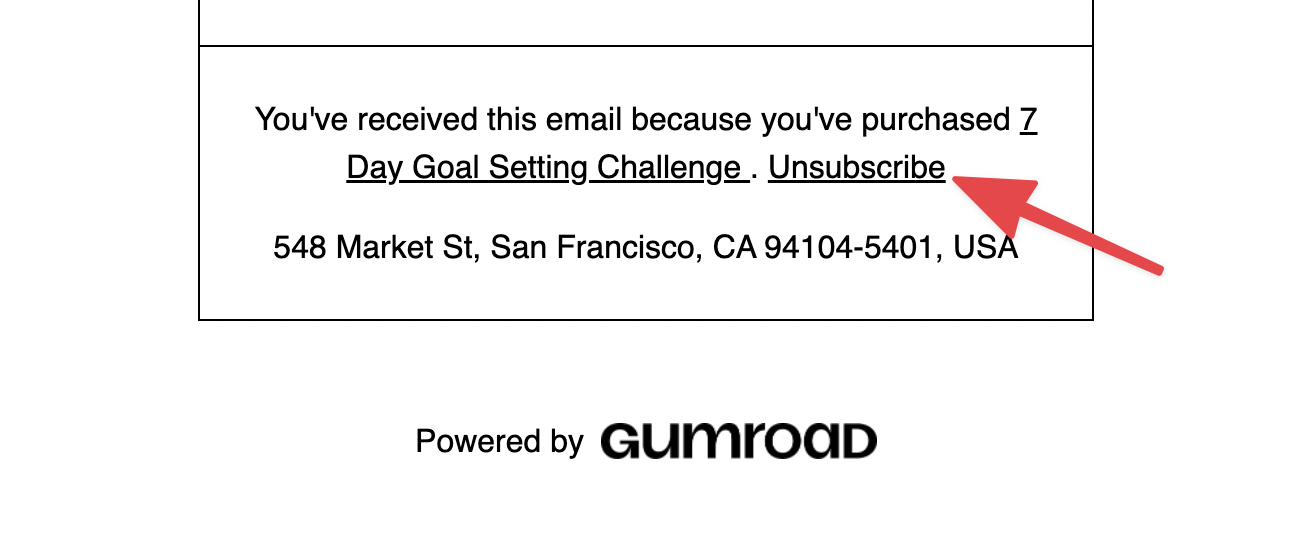 You've received this email because you've purchased 7
Day Goal Setting Challenge . Unsubscribe
548 Market St, San Francisco, CA 94104-5401, USA
Powered by GUMROAD